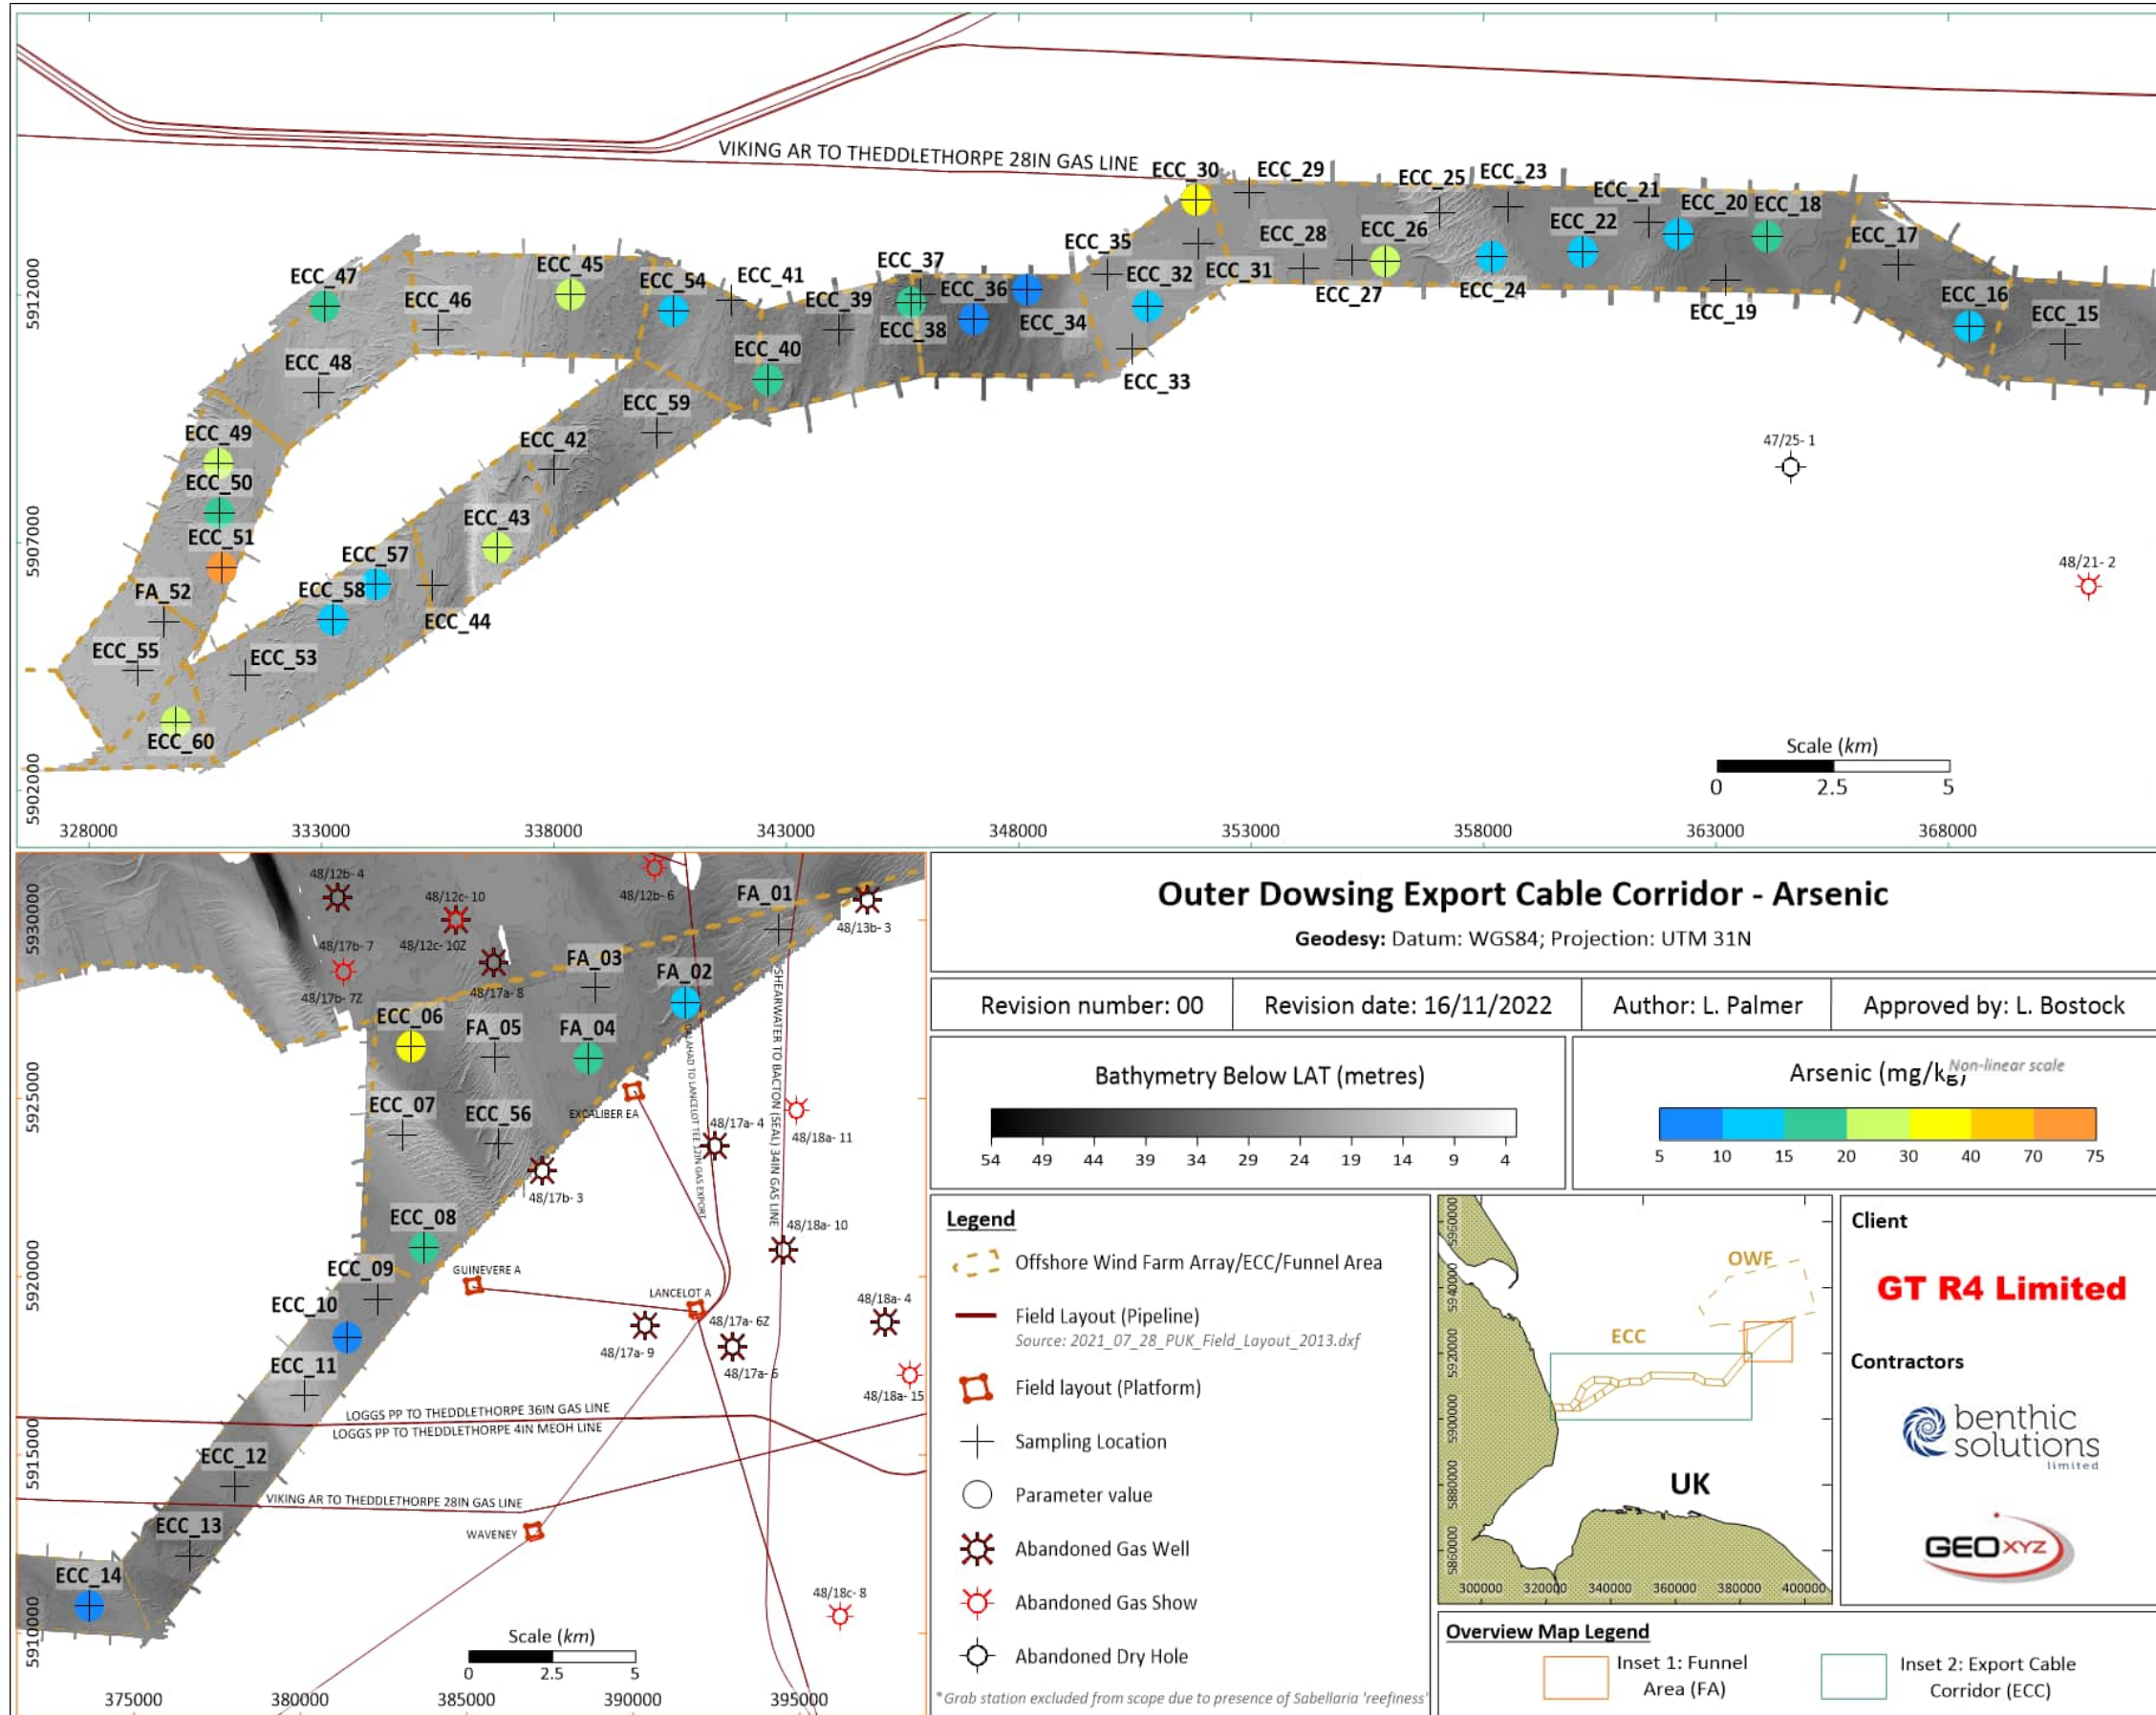 VIKING AR TO THEDDLETHORPE 28IN GAS LINE
ECC_30
ECC_29
ECC_25
ECC_23
ECC_21
ECC_20
ECC_18
ECC_22
ECC_17
ECC_26
ECC_28
ECC_35
ECC_37
ECC_32
ECC_31
ECC_27
ECC_24
ECC_19
ECC_16
ECC_15
ECC_47
ECC_46
ECC_45
ECC_54
ECC_41
ECC_39
ECC_36
ECC_38
ECC_34
ECC_40
ECC_33
ECC_48
ECC_59
ECC_42
ECC_49
ECC_50
ECC_51
ECC_43
ECC_57
ECC_58
FA_52
ECC_44
ECC_55
ECC_53
ECC_60
47/25- 1
48/21- 2
5912000
5907000
5902000
Scale (km)
0 2.5 5
328000 333000 338000 343000 348000 353000 358000 363000 368000
48/12b- 4
48/12c- 10
48/12b- 6
FA_01
48/13b- 3
48/17b- 7
48/12c- 10Z
FA_03
FA_02
48/17b- 7Z
48/17a- 8
ECC_06
FA_05
FA_04
ECC_07
ECC_56
EXCALIBER EA
48/17a- 4
48/18a- 11
48/17b- 3
SHEARWATER TO BACTON (SEAL) 34IN GAS LINE
ECC_08
48/18a- 10
ECC_09
GUINEVERE A
LANCELOT A
ECC_10
48/17a- 6Z
48/18a- 4
48/17a- 9
ECC_11
48/18a- 15
LOGGS PP TO THEDDLETHORPE 36IN GAS LINE
LOGGS PP TO THEDDLETHORPE 4IN MEOH LINE
ECC_12
VIKING AR TO THEDDLETHORPE 28IN GAS LINE
ECC_13
WAVENEY
ECC_14
48/18c- 8
Scale (km)
0 2.5 5
5930000
5925000
5920000
5915000
5910000
375000 380000 385000 390000 395000
Outer Dowsing Export Cable Corridor - Arsenic
Geodesy: Datum: WGS84; Projection: UTM 31N
Revision number: 00
Revision date: 16/11/2022
Author: L. Palmer
Approved by: L. Bostock
Bathymetry Below LAT (metres)
54 49 44 39 34 29 24 19 14 9 4
Arsenic (mg/kg)
Non-linear scale
5 10 15 20 30 40 70 75
Legend
Offshore Wind Farm Array/ECC/Funnel Area
Field Layout (Pipeline)
Source: 2021_07_28_PUK_Field_Layout_2013.dxf
Field layout (Platform)
Sampling Location
Parameter value
Abandoned Gas Well
Abandoned Gas Show
Abandoned Dry Hole
*Grab station excluded from scope due to presence of Sabellaria 'reefiness'
OWF
ECC
UK
5940000
5920000
5900000
5880000
5860000
300000 320000 340000 360000 380000 400000
Client
GT R4 Limited
Contractors
benthic
solutions
limited
GEO XYZ
Overview Map Legend
Inset 1: Funnel
Area (FA)
Inset 2: Export Cable
Corridor (ECC)